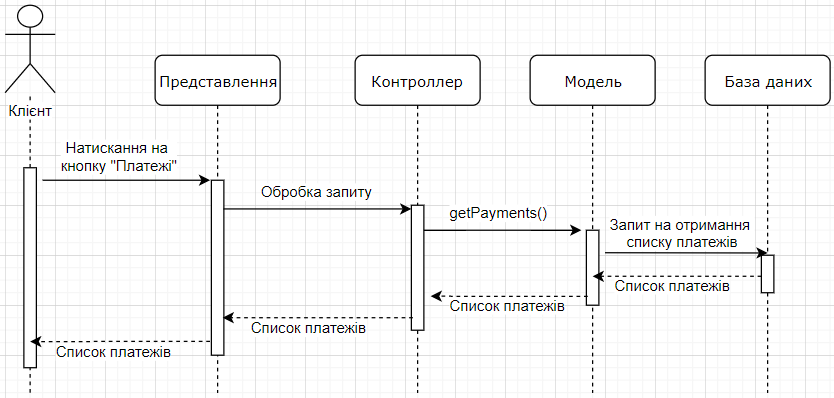 Клієнт
Представлення
Контроллер
Модель
База даних
Натискання на
кнопку "Платежі"
Обробка запиту
getPayments()
Запит на отримання
списку платежів
Список платежів
Список платежів
Список платежів
Список платежів